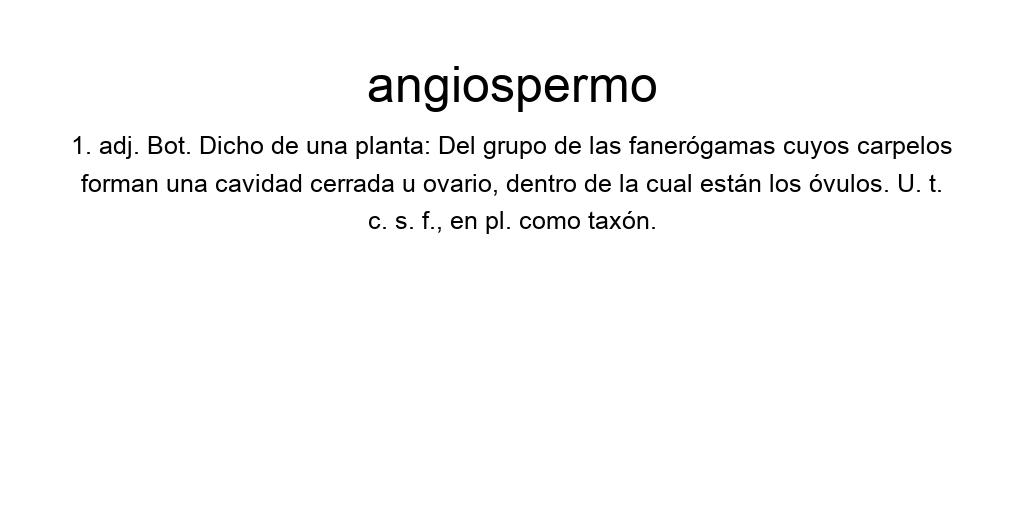 angiospermo
1. adj. Bot. Dicho de una planta: Del grupo de las fanerógamas cuyos carpelos
forman una cavidad cerrada u ovario, dentro de la cual están los óvulos. U. t.
c. s. f., en pl. como taxón.